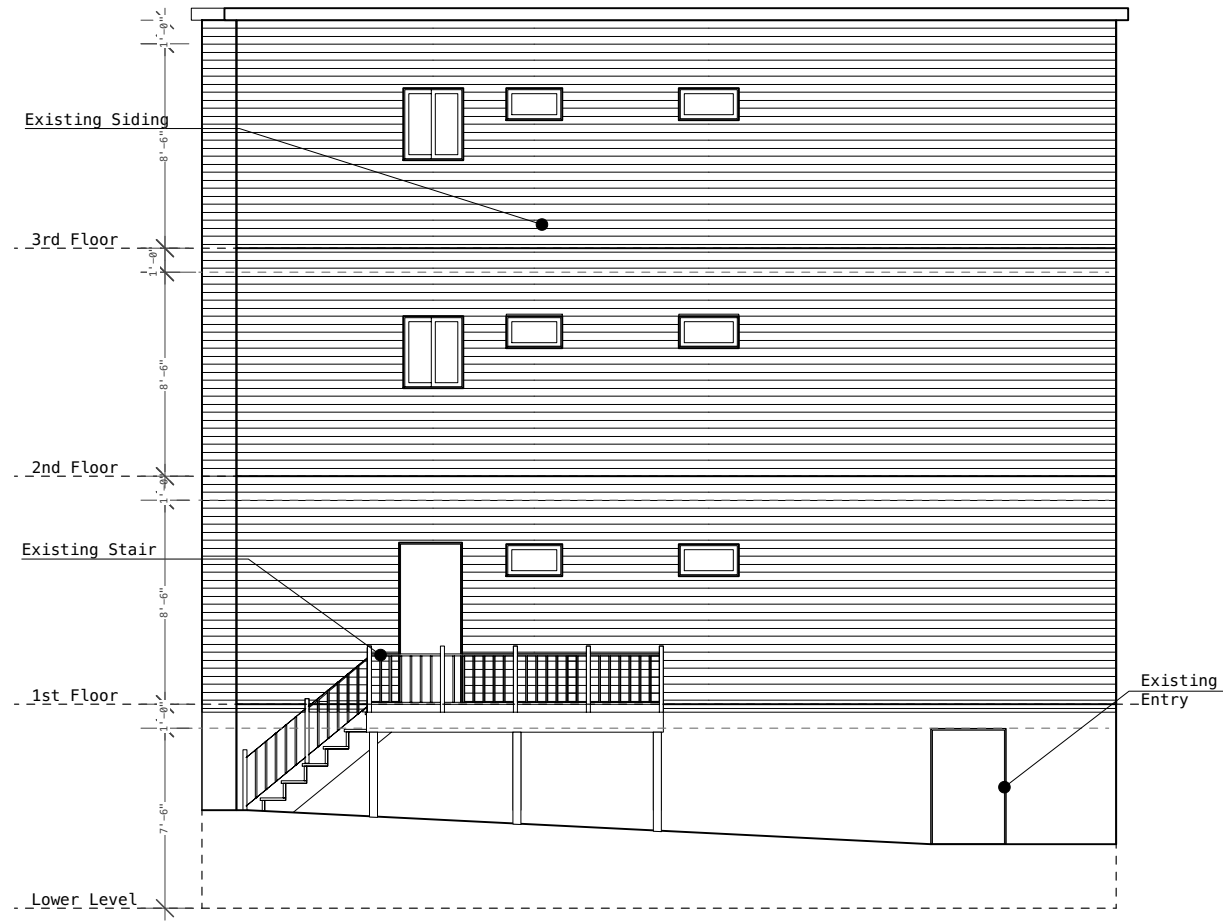 1'-0"
Existing Siding
8'-6"
3rd Floor
1'-0"
8'-6"
2nd Floor
1'-0"
Existing Stair
8'-6"
1st Floor
1'-0"
Existing
Entry
7'-6"
Lower Level